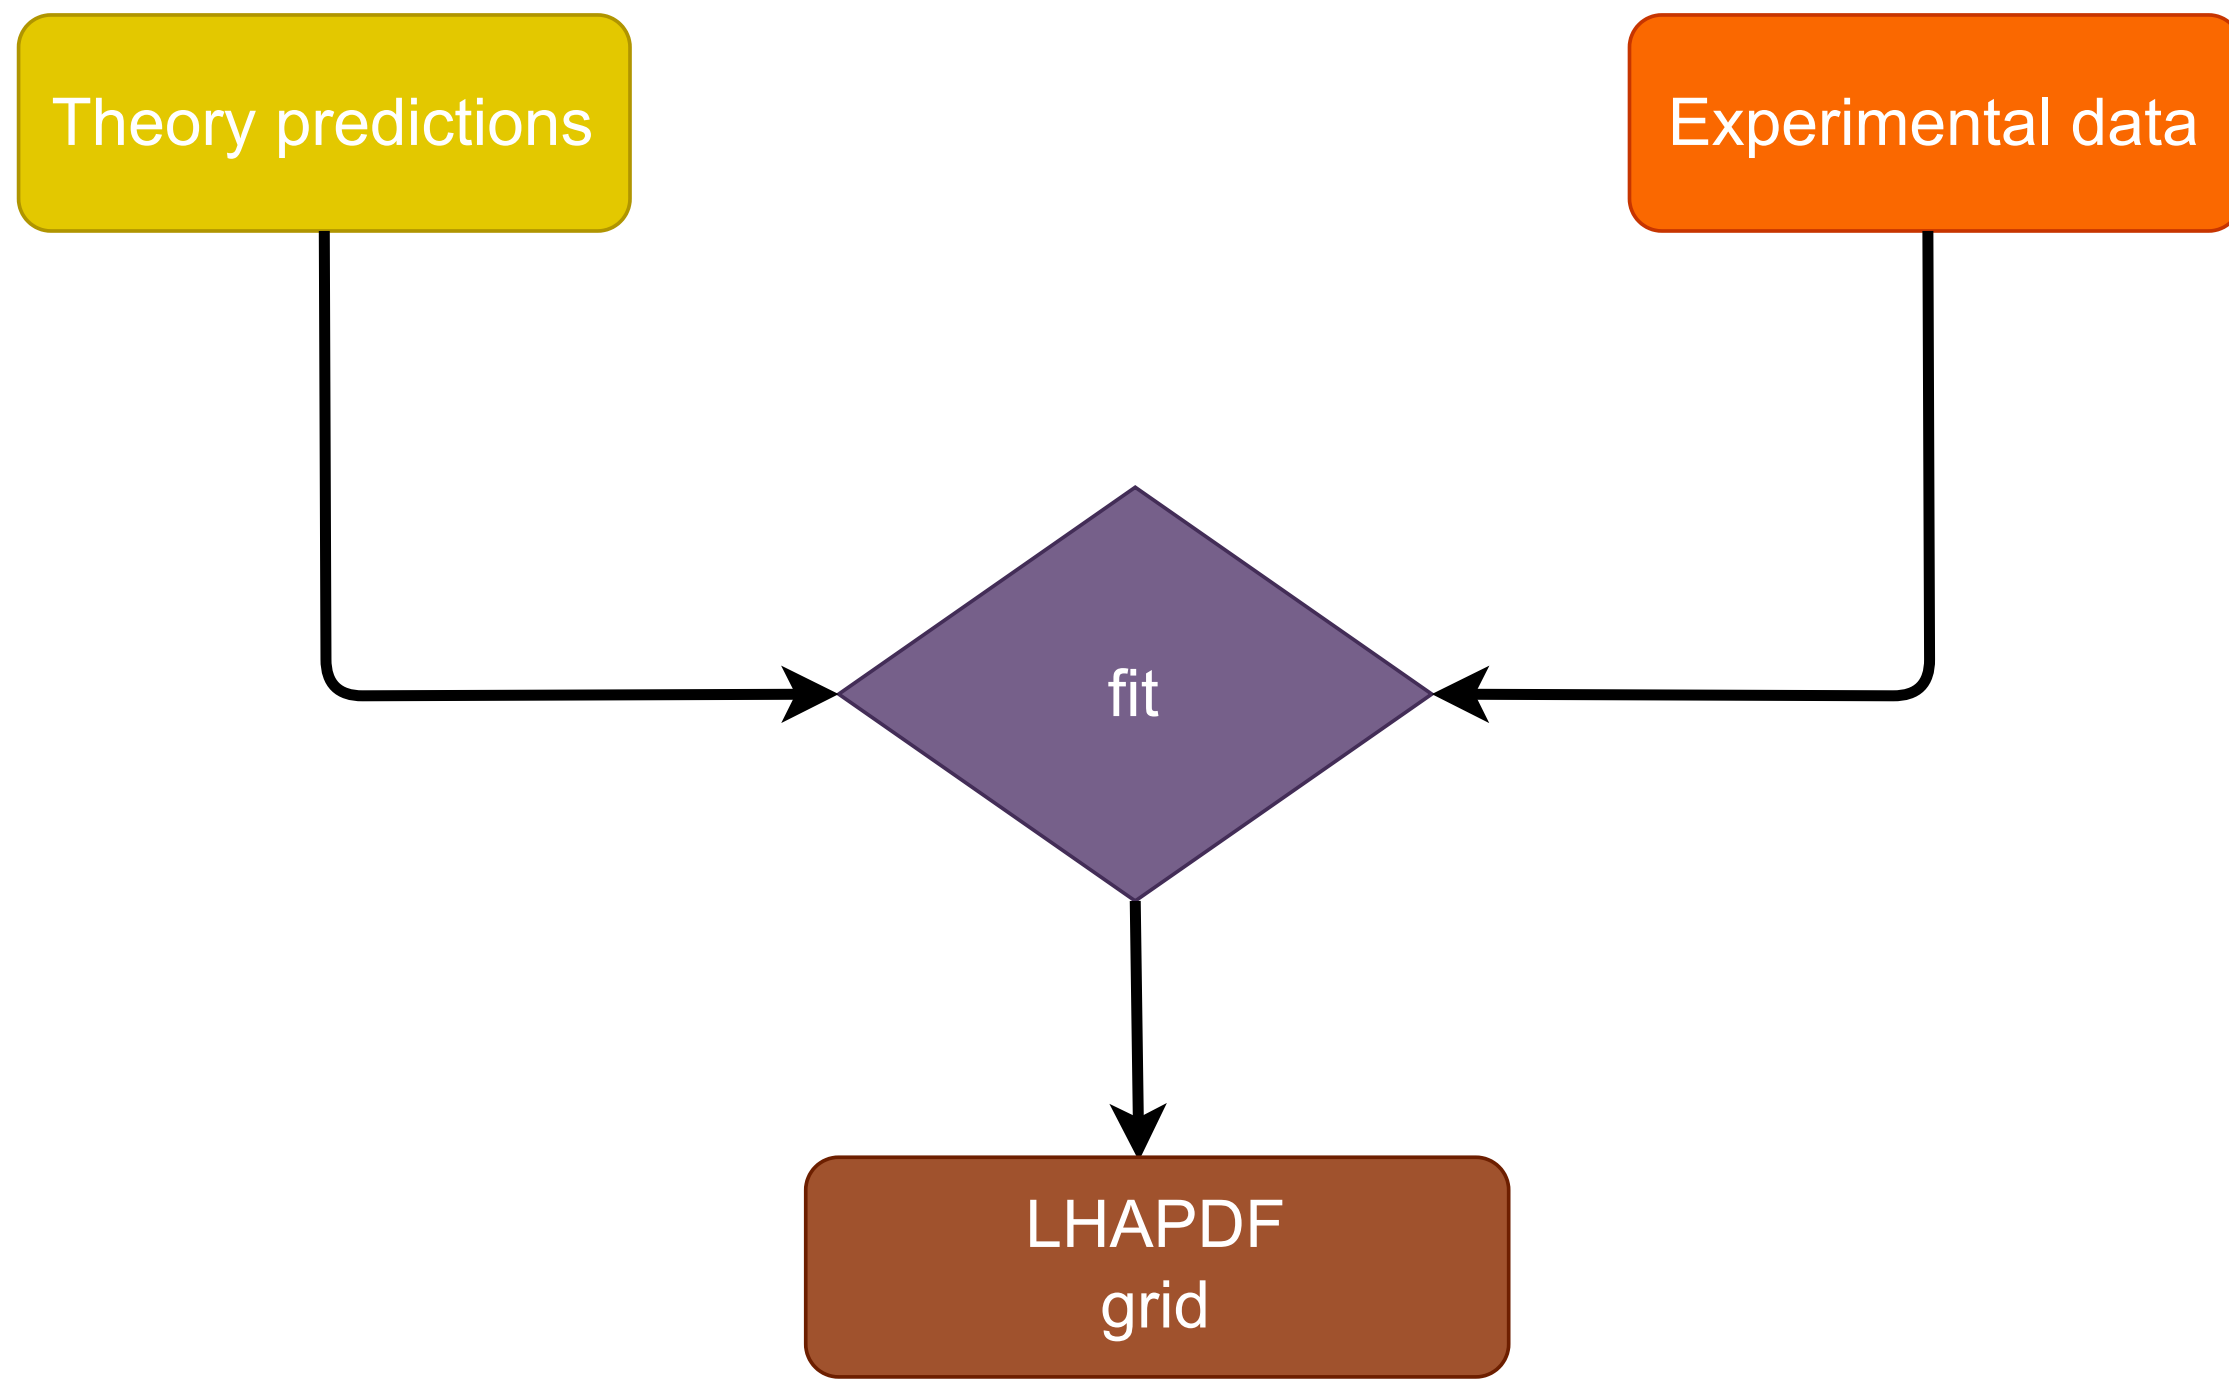 Theory predictions
Experimental data
fit
LHAPDF
grid